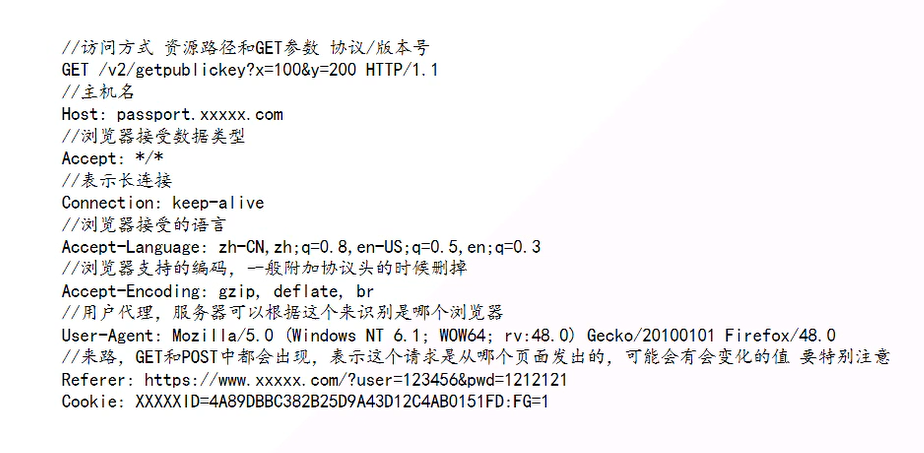 //访问方式 资源路径和GET参数 协议/版本号
GET /v2/getpublickey?x=100&y=200 HTTP/1.1
//主机名
Host: passport.xxxxx.com
//浏览器接受数据类型
Accept: */*
//表示长连接
Connection: keep-alive
//浏览器接受的语言
Accept-Language: zh-CN,zh;q=0.8,en-US;q=0.5,en;q=0.3
//浏览器支持的编码，一般附加协议头的时候删掉
Accept-Encoding: gzip, deflate, br
//用户代理，服务器可以根据这个来识别是哪个浏览器
User-Agent: Mozilla/5.0 (Windows NT 6.1; WOW64; rv:48.0) Gecko/20100101 Firefox/48.0
//来路，GET和POST中都会出现，表示这个请求是从哪个页面发出的，可能会有会变化的值 要特别注意
Referer: https://www.xxxxx.com/?user=123456&pwd=1212121
Cookie: XXXXXID=4A89DBBC382B25D9A43D12C4AB0151FD:FG=1